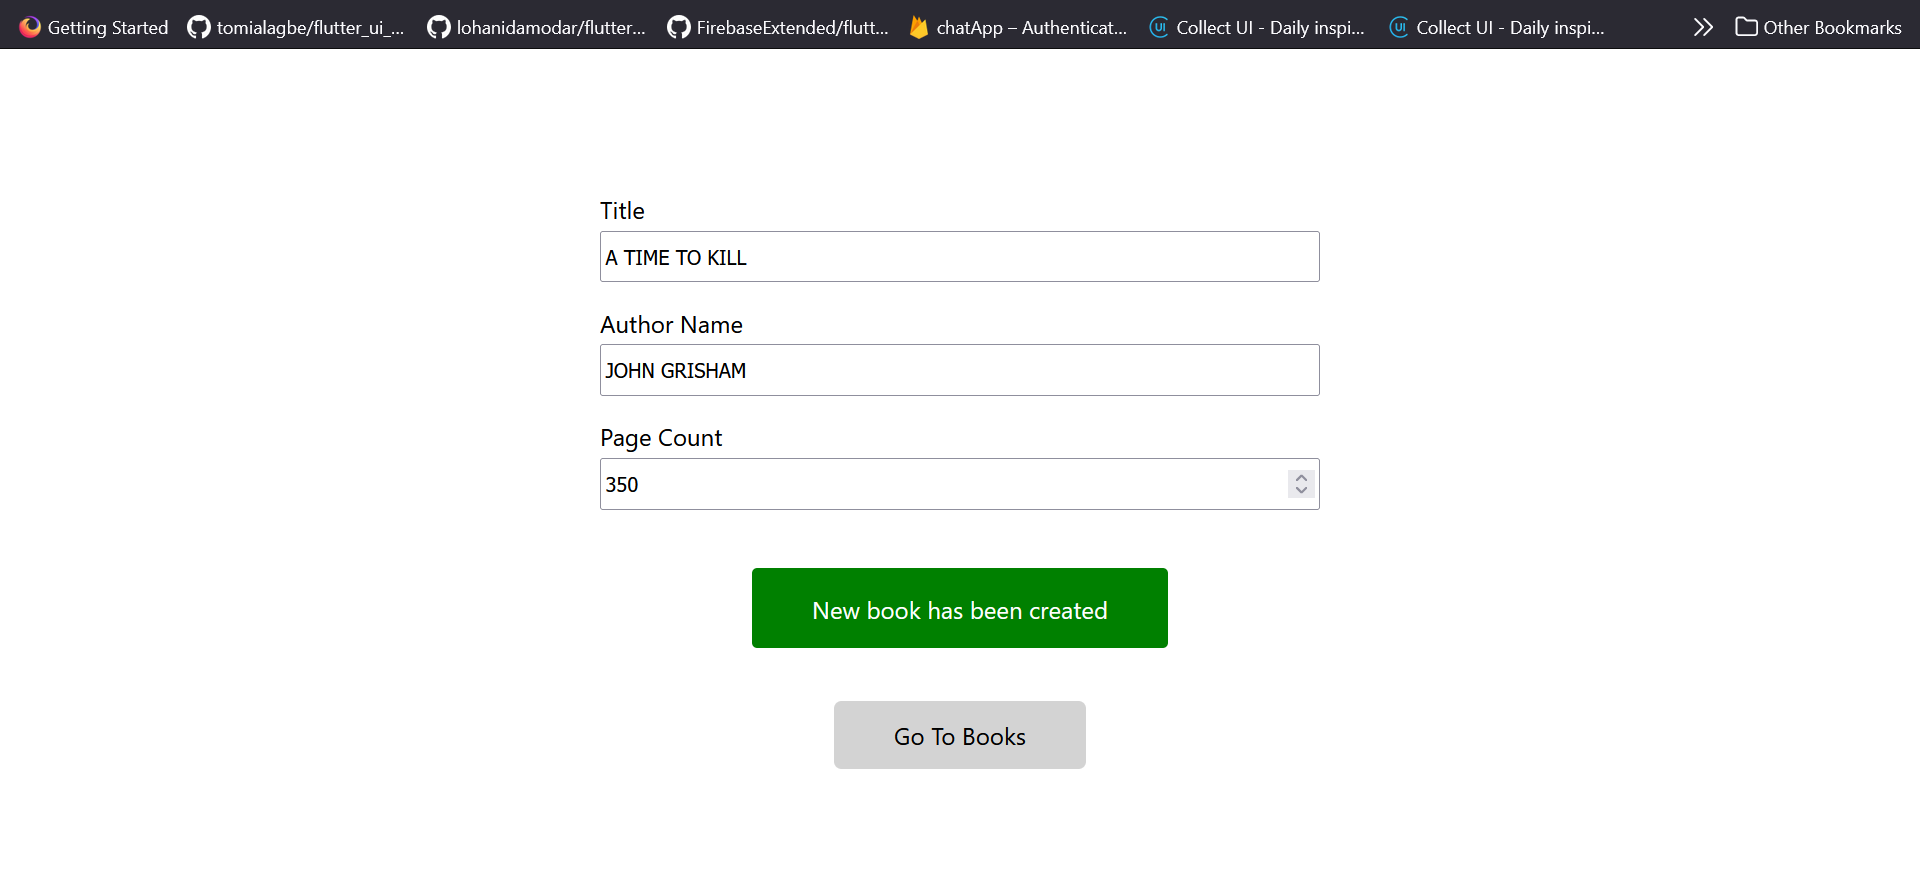 Getting Started tomialagbe/flutter_ui_... lohanidamodar/flutter... FirebaseExtended/flutt... chatApp – Authenticat... UI Collect UI - Daily inspi... UI Collect UI - Daily inspi... Other Bookmarks
Title
A TIME TO KILL
Author Name
JOHN GRISHAM
Page Count
350
New book has been created
Go To Books